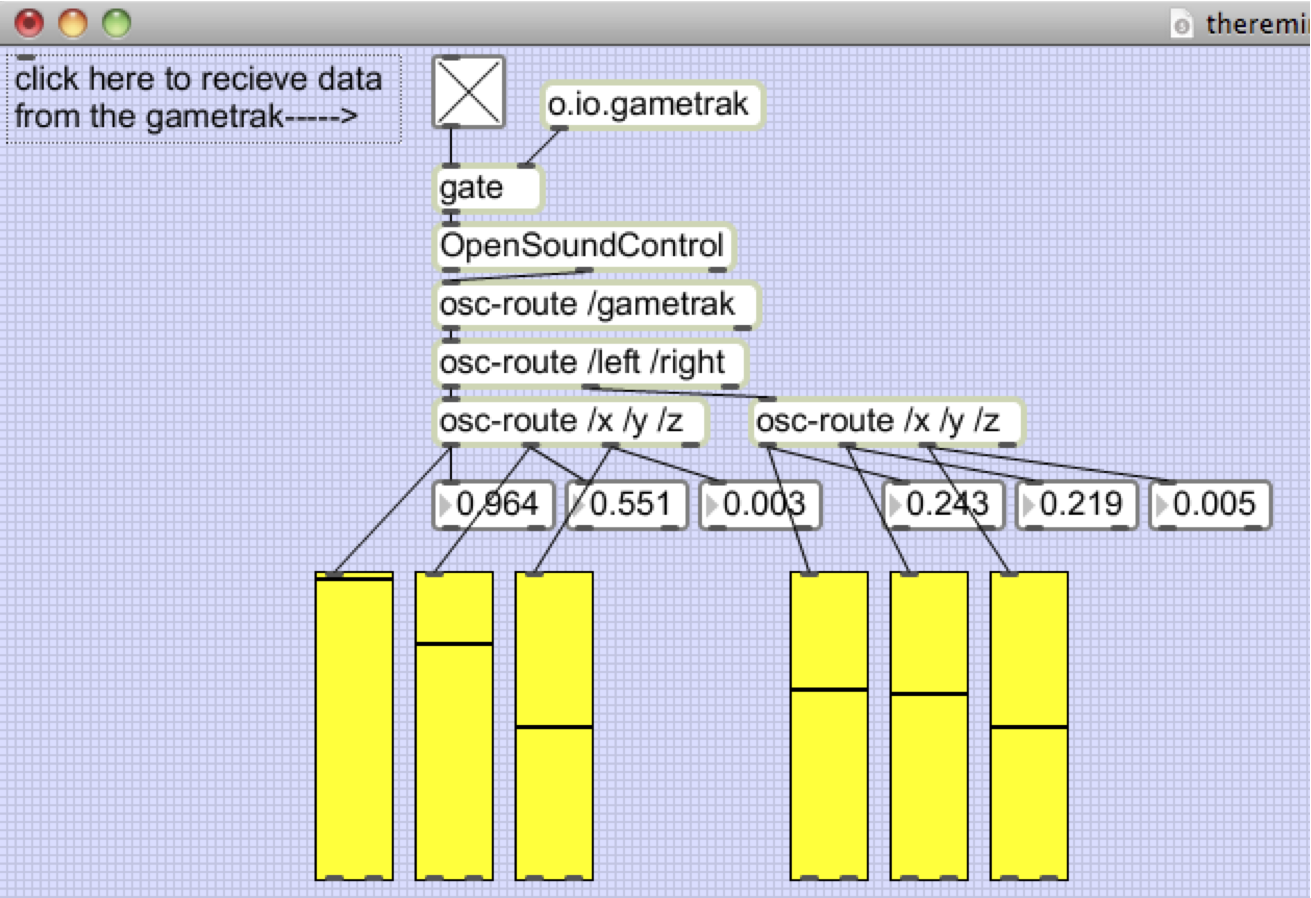 theremi
click here to recieve data
from the gametrak----->
o.io.gametrak
gate
OpenSoundControl
osc-route /gametrak
osc-route /left /right
osc-route /x /y /z
osc-route /x /y /z
0.964
0.551
0.003
0.243
0.219
0.005